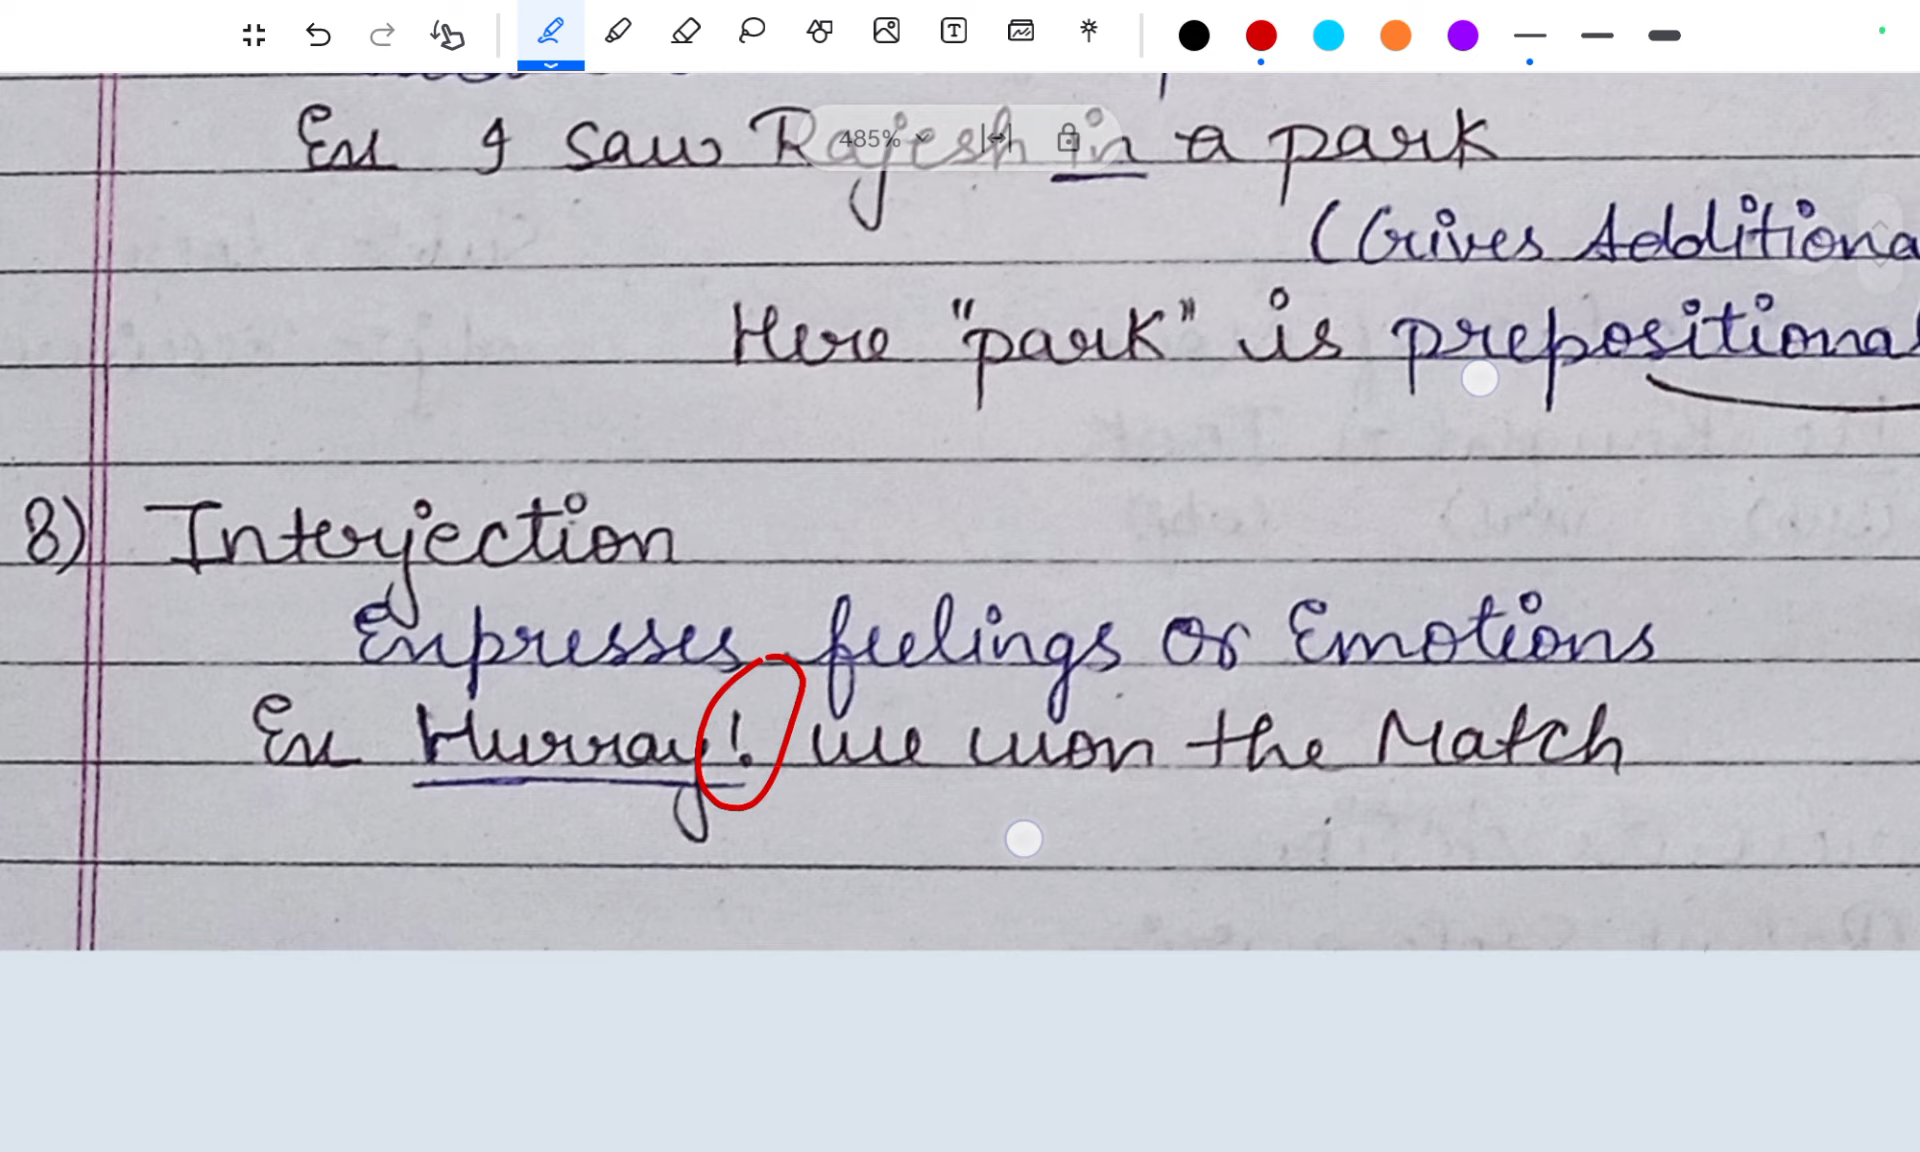 485%
Ex I saw Rajesh in a park
(Gives Additiona
Here "park" is prepositional
8) Interjection
Expresses feelings or Emotions
Ex Hurray! we won the Match